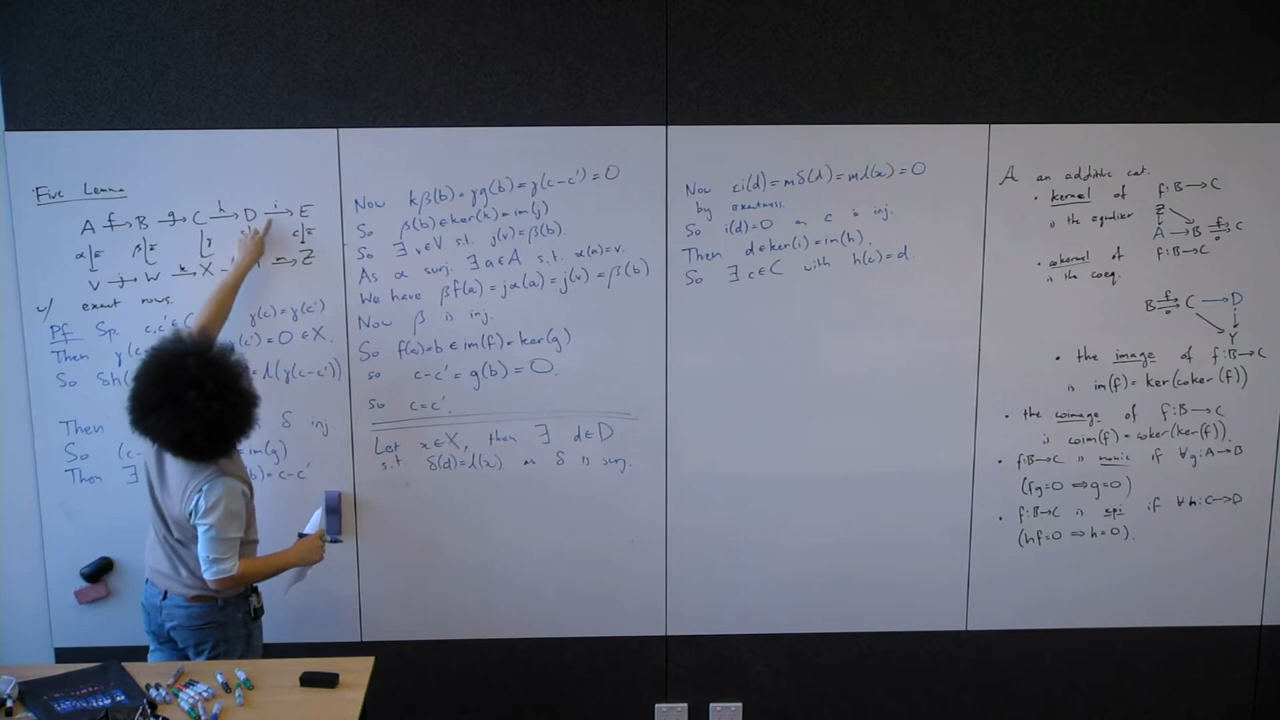 Five Lemma
A f→ B g→ C h→ D i→ E
α ≅ β ≅ γ ε ≅
V j→ W k→ X m→ Z
w/ exact rows.
Pf Sp. c,c'∈C γ(c)=γ(c')
Then γ(c γ(c')=0 ∈ X.
So δh( = l(γ(c-c'))
Then δ inj
So (c- =im(g)
Then ∃ (b)=c-c'
Now kβ(b)=γg(b)=γ(c-c')=0
So β(b)∈ker(k)=im(j)
So ∃ v∈V s.t. j(v)=β(b).
As α surj. ∃ a∈A s.t. α(a)=v.
We have βf(a)=jα(a)=j(v)=β(b)
Now β is inj.
So f(a)=b∈im(f)=ker(g)
so c-c'=g(b)=0.
so c=c'.
Let x∈X, then ∃ d∈D
s.t. δ(d)=l(x) as δ is surj.
Now εi(d)=mδ(d)=ml(x)=0
by exactness.
So i(d)=0 as ε is inj.
Then d∈ker(i)=im(h).
So ∃ c∈C with h(c)=d.
A an additive cat.
• kernel of f:B→C
is the equaliser
Z
A → B f⇉0 C
• cokernel of f:B→C
is the coeq.
B f⇉0 C → D
Y
• the image of f:B→C
is im(f)=ker(coker(f))
• the coimage of f:B→C
is coim(f)=coker(ker(f)).
• f:B→C is monic if ∀g:A→B
(fg=0 ⟹ g=0)
• f:B→C is epi if ∀h:C→D
(hf=0 ⟹ h=0).